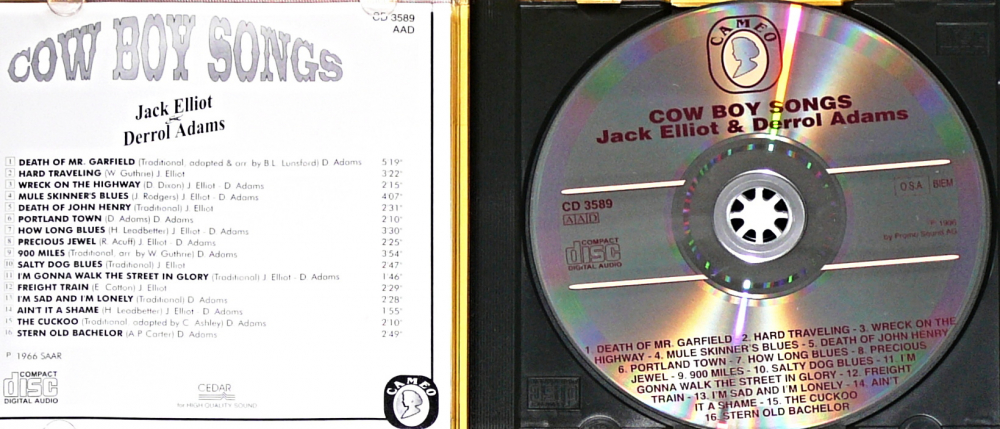 CD 3589
AAD
COW BOY SONGS
Jack Elliot
Derrol Adams
1 DEATH OF MR. GARFIELD (Traditional, adapted & arr. by B.L. Lunsford) D. Adams 5'19"
2 HARD TRAVELING (W. Guthrie) J. Elliot 3'22"
3 WRECK ON THE HIGHWAY (D. Dixon) J. Elliot - D. Adams 2'15"
4 MULE SKINNER'S BLUES (J. Rodgers) J. Elliot - D. Adams 4'07"
5 DEATH OF JOHN HENRY (Traditional) J. Elliot 2'31"
6 PORTLAND TOWN (D. Adams) D. Adams 2'10"
7 HOW LONG BLUES (H. Leadbetter) J. Elliot - D. Adams 3'30"
8 PRECIOUS JEWEL (R. Acuff) J. Elliot - D. Adams 2'25"
9 900 MILES (Traditional, arr. by W. Guthrie) D. Adams 3'54"
10 SALTY DOG BLUES (Traditional) J. Elliot 2'47"
11 I'M GONNA WALK THE STREET IN GLORY (Traditional) J. Elliot - D. Adams 1'46"
12 FREIGHT TRAIN (E. Cotton) J. Elliot 2'29"
13 I'M SAD AND I'M LONELY (Traditional) D. Adams 2'28"
14 AIN'T IT A SHAME (H. Leadbetter) J. Elliot - D. Adams 1'55"
15 THE CUCKOO (Traditional, adapted by C. Ashley) D. Adams 2'10"
16 STERN OLD BACHELOR (A.P. Carter) D. Adams 2'49"
P 1966 SAAR
COMPACT
disc
DIGITAL AUDIO
CEDAR
for HIGH QUALITY SOUND
CAMEO
CAMEO
COW BOY SONGS
Jack Elliot & Derrol Adams
CD 3589
AAD
O.S.A. BIEM
by Promo Sound AG
COMPACT
disc
DIGITAL AUDIO
1. DEATH OF MR. GARFIELD - 2. HARD TRAVELING - 3. WRECK ON THE
HIGHWAY - 4. MULE SKINNER'S BLUES - 5. DEATH OF JOHN HENRY
6. PORTLAND TOWN - 7. HOW LONG BLUES - 8. PRECIOUS
JEWEL - 9. 900 MILES - 10. SALTY DOG BLUES - 11. I'M
GONNA WALK THE STREET IN GLORY - 12. FREIGHT
TRAIN - 13. I'M SAD AND I'M LONELY - 14. AIN'T
IT A SHAME - 15. THE CUCKOO
16. STERN OLD BACHELOR